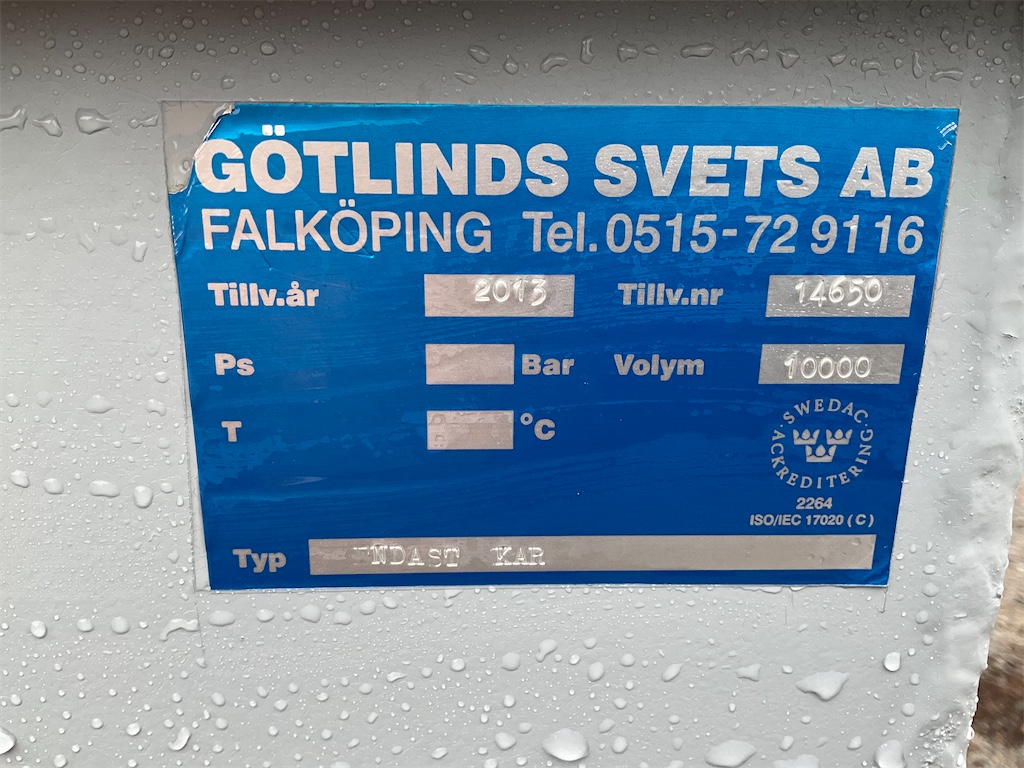 GÖTLINDS SVETS AB
FALKÖPING Tel. 0515-72 91 16
Tillv.år 2013 Tillv.nr 14650
Ps Bar Volym 10000
T °C
· SWEDAC · ACKREDITERING
2264
ISO/IEC 17020 (C)
Typ ENDAST KAR